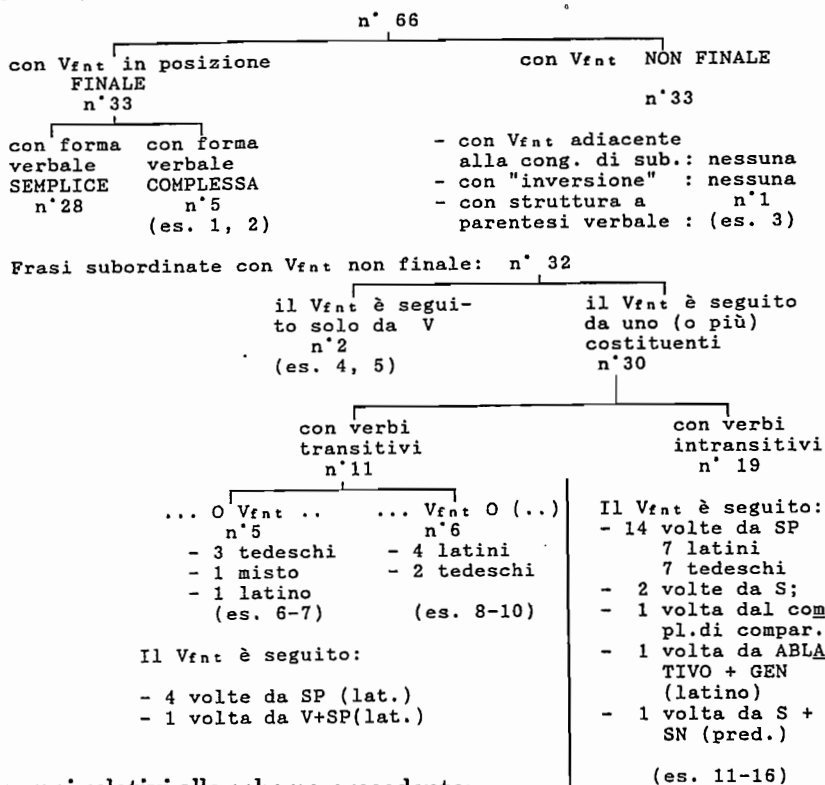 n° 66
con Vfnt in posizione FINALE
n°33
con Vfnt NON FINALE
n°33
con forma verbale SEMPLICE
n°28
con forma verbale COMPLESSA
n°5
(es. 1, 2)
- con Vfnt adiacente
alla cong. di sub.: nessuna
- con "inversione" : nessuna
- con struttura a n°1
parentesi verbale : (es. 3)
Frasi subordinate con Vfnt non finale: n° 32
il Vfnt è segui-
to solo da V
n°2
(es. 4, 5)
il Vfnt è seguito
da uno (o più)
costituenti
n°30
con verbi
transitivi
n°11
con verbi
intransitivi
n° 19
... O Vfnt ..
n°5
- 3 tedeschi
- 1 misto
- 1 latino
(es. 6-7)
... Vfnt O (..)
n°6
- 4 latini
- 2 tedeschi
(es. 8-10)
Il Vfnt è seguito:
- 4 volte da SP (lat.)
- 1 volta da V+SP(lat.)
Il Vfnt è seguito:
- 14 volte da SP
7 latini
7 tedeschi
- 2 volte da S;
- 1 volta dal com
pl.di compar.
- 1 volta da ABLA
TIVO + GEN
(latino)
- 1 volta da S +
SN (pred.)
(es. 11-16)